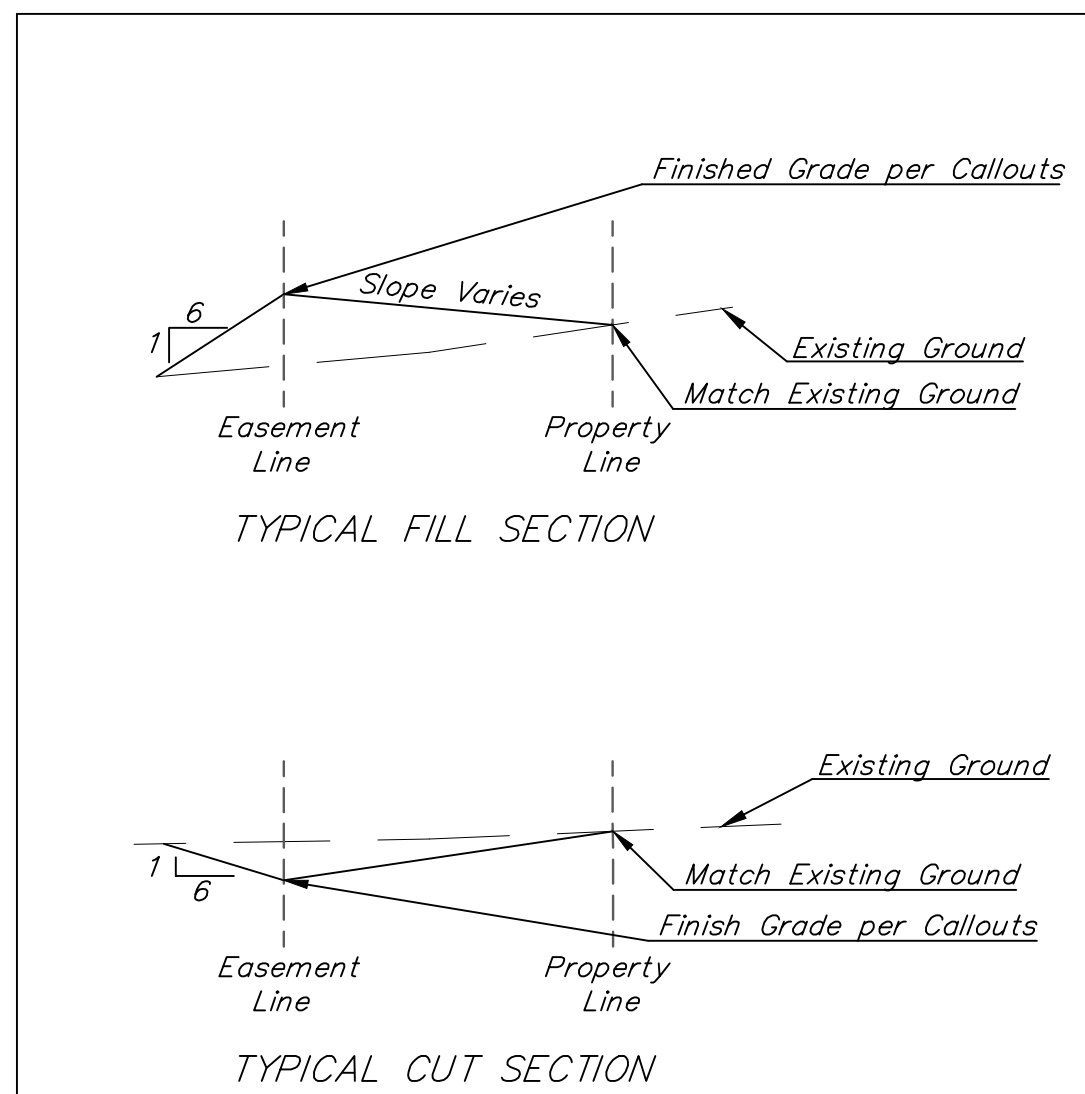 Finished Grade per Callouts
Slope Varies
6
1
Existing Ground
Match Existing Ground
Easement
Line
Property
Line
TYPICAL FILL SECTION
Existing Ground
1
6
Match Existing Ground
Finish Grade per Callouts
Easement
Line
Property
Line
TYPICAL CUT SECTION